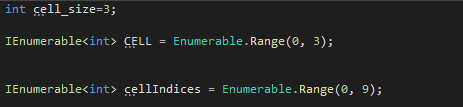 int cell_size=3;
IEnumerable<int> CELL = Enumerable.Range(0, 3);
IEnumerable<int> cellIndices = Enumerable.Range(0, 9);